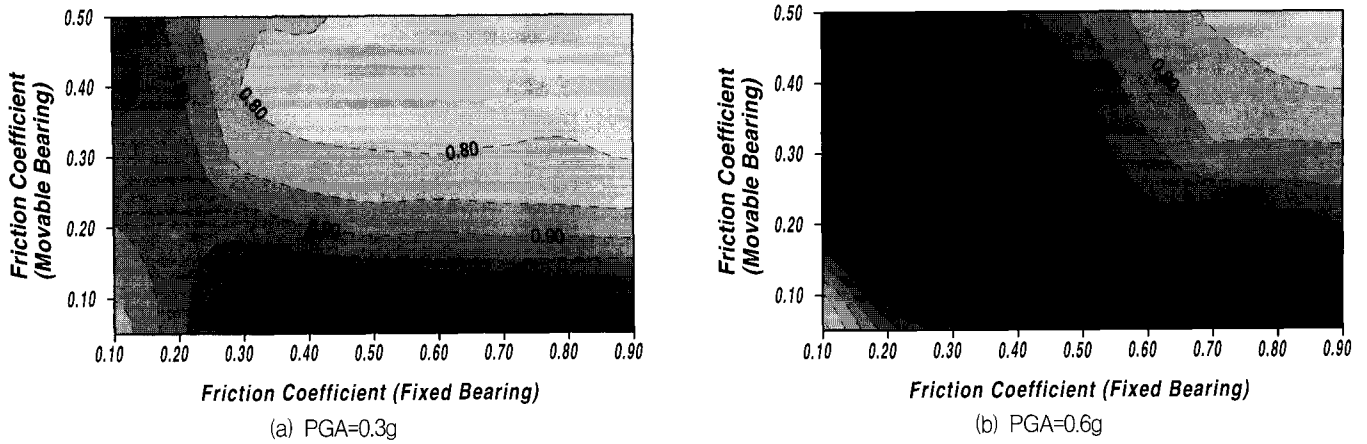 0.50
0.40
0.30
0.20
0.10
Friction Coefficient
(Movable Bearing)
0.80
0.80
0.90
0.10 0.20 0.30 0.40 0.50 0.60 0.70 0.80 0.90
Friction Coefficient (Fixed Bearing)
(a) PGA=0.3g
0.50
0.40
0.30
0.20
0.10
Friction Coefficient
(Movable Bearing)
0.80
0.10 0.20 0.30 0.40 0.50 0.60 0.70 0.80 0.90
Friction Coefficient (Fixed Bearing)
(b) PGA=0.6g